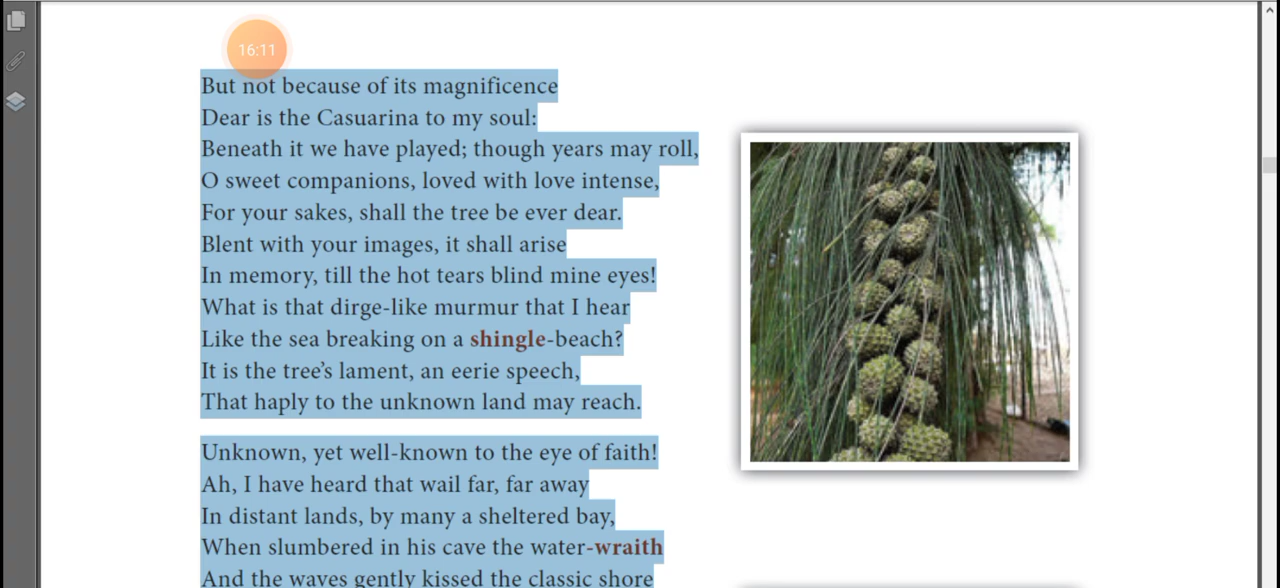 16:11
But not because of its magnificence
Dear is the Casuarina to my soul:
Beneath it we have played; though years may roll,
O sweet companions, loved with love intense,
For your sakes, shall the tree be ever dear.
Blent with your images, it shall arise
In memory, till the hot tears blind mine eyes!
What is that dirge-like murmur that I hear
Like the sea breaking on a shingle-beach?
It is the tree’s lament, an eerie speech,
That haply to the unknown land may reach.
Unknown, yet well-known to the eye of faith!
Ah, I have heard that wail far, far away
In distant lands, by many a sheltered bay,
When slumbered in his cave the water-wraith
And the waves gently kissed the classic shore